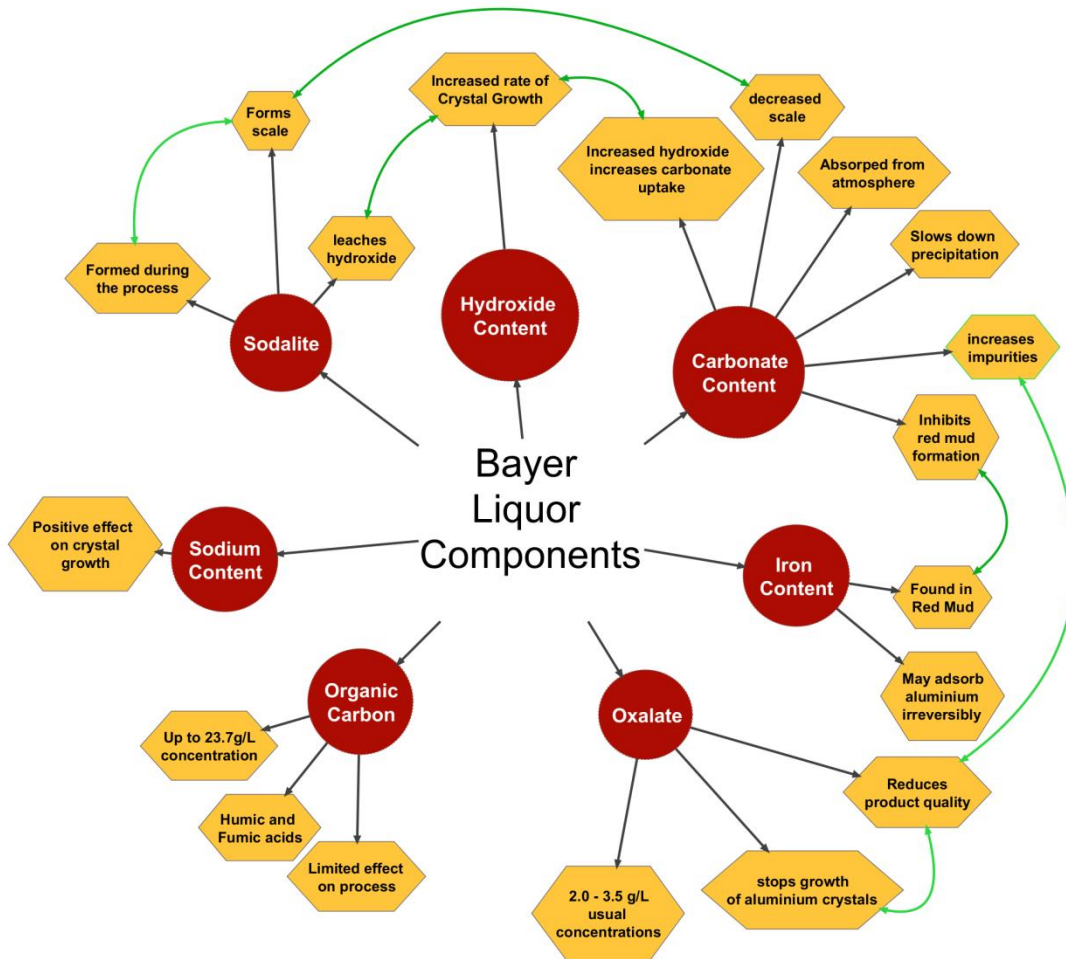 Increased rate of
Crystal Growth
Forms
scale
decreased
scale
Increased hydroxide
increases carbonate
uptake
Absorped from
atmosphere
leaches
hydroxide
Slows down
precipitation
Formed during
the process
Hydroxide
Content
Sodalite
increases
impurities
Carbonate
Content
Inhibits
red mud
formation
Bayer
Liquor
Components
Positive effect
on crystal
growth
Sodium
Content
Iron
Content
Found in
Red Mud
May adsorb
aluminium
irreversibly
Organic
Carbon
Oxalate
Up to 23.7g/L
concentration
Reduces
product quality
Humic and
Fumic acids
Limited effect
on process
2.0 - 3.5 g/L
usual
concentrations
stops growth
of aluminium crystals